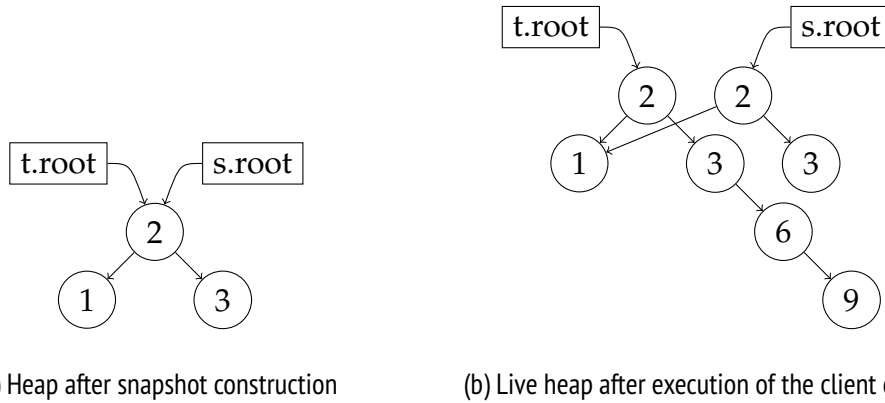 t.root s.root
2 2
t.root s.root
1 3 3
2
6
1 3
9
) Heap after snapshot construction
(b) Live heap after execution of the client